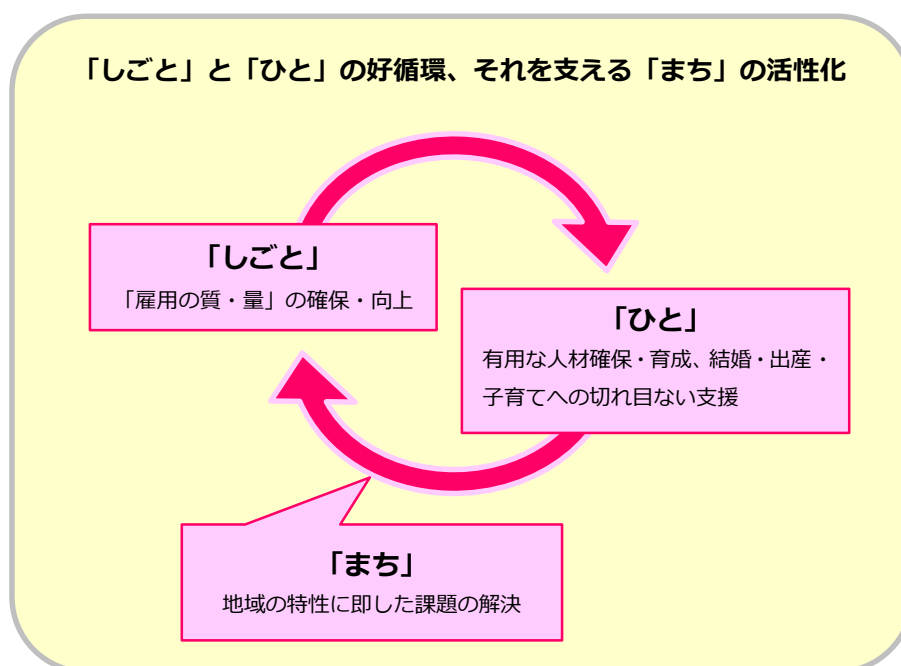 「しごと」と「ひと」の好循環、それを支える「まち」の活性化
「しごと」
「雇用の質・量」の確保・向上
「ひと」
有用な人材確保・育成、結婚・出産・
子育てへの切れ目ない支援
「まち」
地域の特性に即した課題の解決